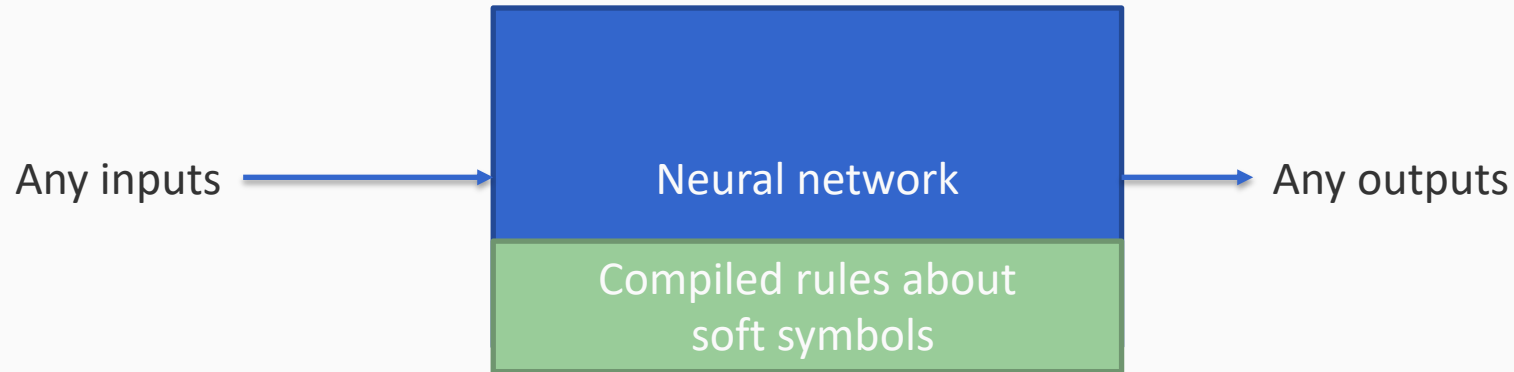 Any inputs
Neural network
Any outputs
Compiled rules about
soft symbols